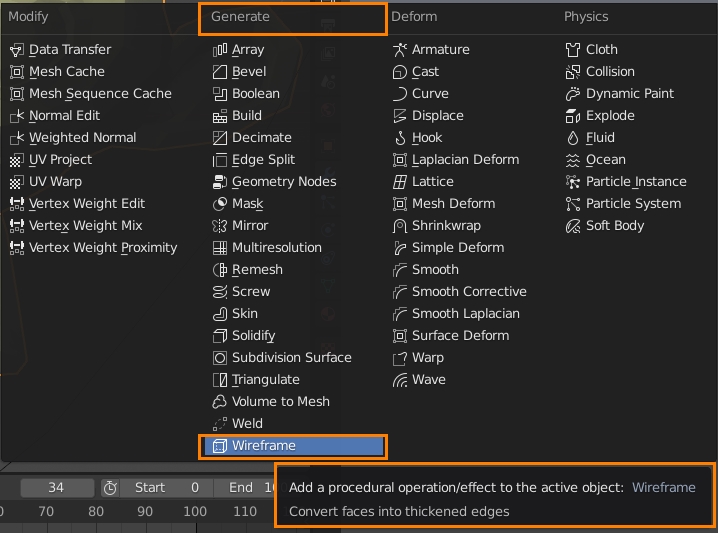 Modify
Data Transfer
Mesh Cache
Mesh Sequence Cache
Normal Edit
Weighted Normal
UV Project
UV Warp
Vertex Weight Edit
Vertex Weight Mix
Vertex Weight Proximity
Generate
Array
Bevel
Boolean
Build
Decimate
Edge Split
Geometry Nodes
Mask
Mirror
Multiresolution
Remesh
Screw
Skin
Solidify
Subdivision Surface
Triangulate
Volume to Mesh
Weld
Wireframe
Deform
Armature
Cast
Curve
Displace
Hook
Laplacian Deform
Lattice
Mesh Deform
Shrinkwrap
Simple Deform
Smooth
Smooth Corrective
Smooth Laplacian
Surface Deform
Warp
Wave
Physics
Cloth
Collision
Dynamic Paint
Explode
Fluid
Ocean
Particle Instance
Particle System
Soft Body
34 Start 0 End
60 70 80 90 100 110 120
Add a procedural operation/effect to the active object: Wireframe
Convert faces into thickened edges